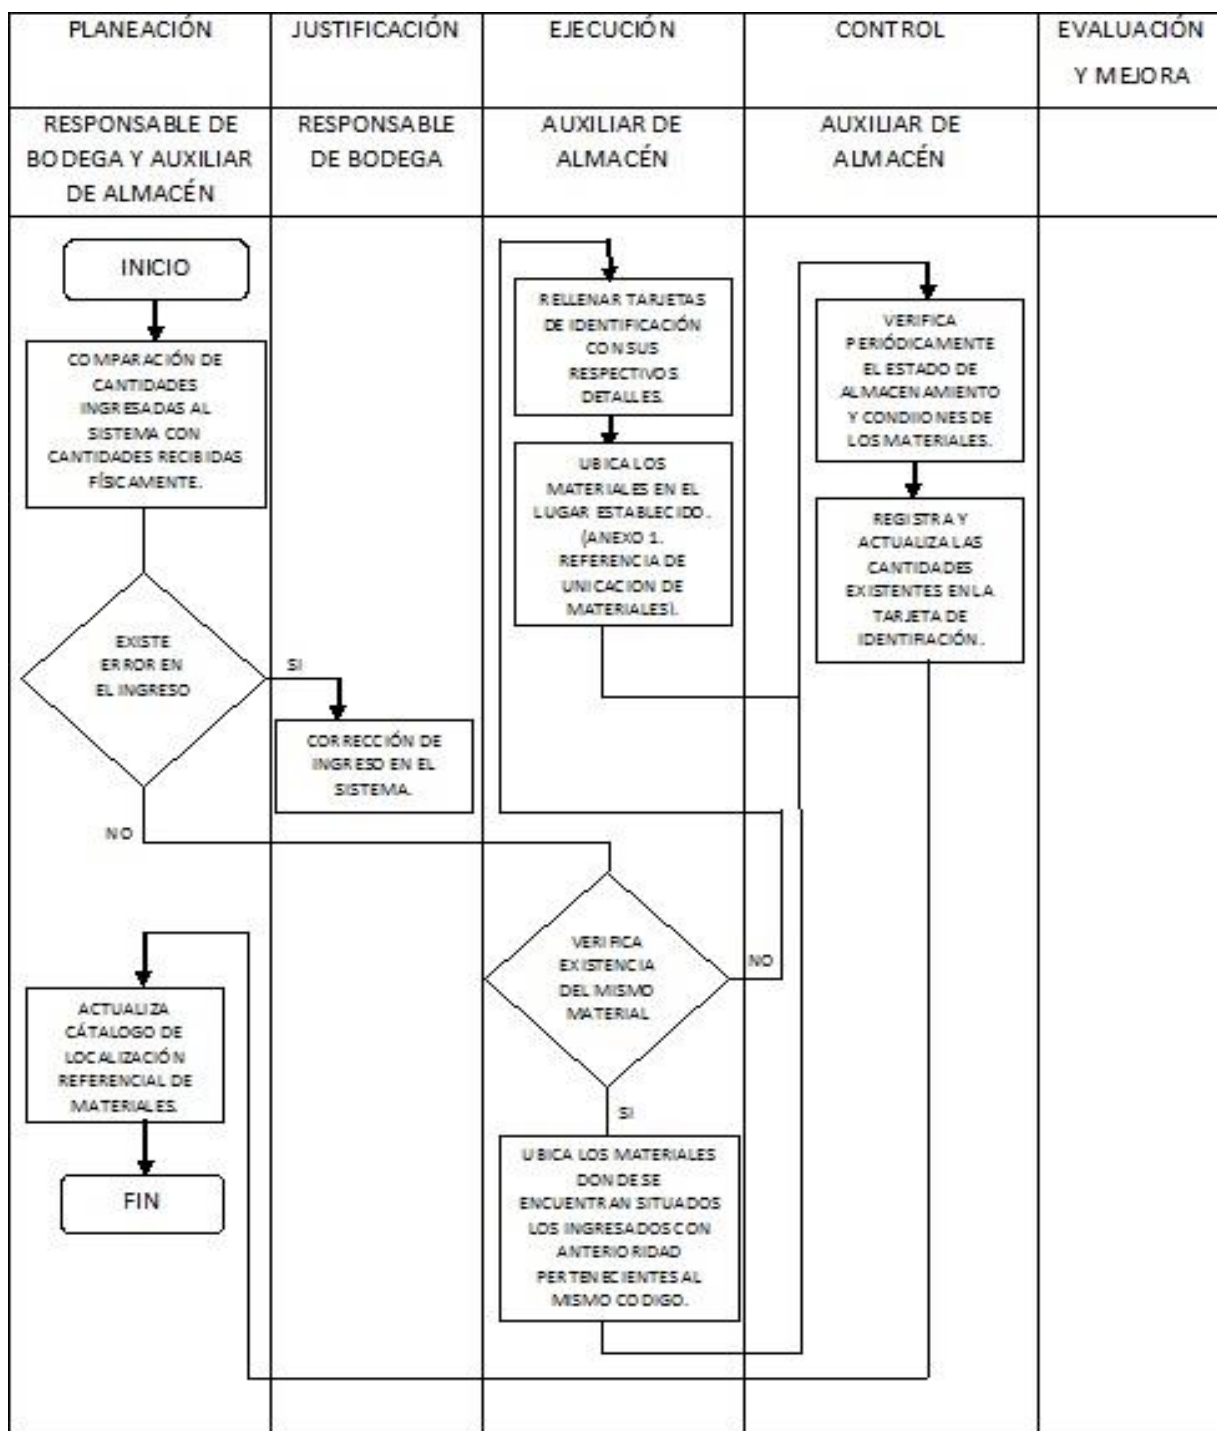 PLANEACIÓN
JUSTIFICACIÓN
EJECUCIÓN
CONTROL
EVALUACIÓN
Y MEJORA
RESPONSABLE DE
BODEGA Y AUXILIAR
DE ALMACÉN
RESPONSABLE
DE BODEGA
AUXILIAR DE
ALMACÉN
AUXILIAR DE
ALMACÉN
INICIO
COMPARACIÓN DE
CANTIDADES
INGRESADAS AL
SISTEMA CON
CANTIDADES RECIBIDAS
FÍSICAMENTE.
EXISTE
ERROR EN
EL INGRESO
SI
NO
CORRECCIÓN DE
INGRESO EN EL
SISTEMA.
RELLENAR TARJETAS
DE IDENTIFICACIÓN
CON SUS
RESPECTIVOS
DETALLES.
UBICA LOS
MATERIALES EN EL
LUGAR ESTABLECIDO.
(ANEXO 1.
REFERENCIA DE
UNICACION DE
MATERIALES).
VERIFICA
PERIÓDICAMENTE
EL ESTADO DE
ALMACENAMIENTO
Y CONDIIONES DE
LOS MATERIALES.
REGISTRA Y
ACTUALIZA LAS
CANTIDADES
EXISTENTES EN LA
TARJETA DE
IDENTIFIACIÓN.
VERIFICA
EXISTENCIA
DEL MISMO
MATERIAL
NO
SI
UBICA LOS MATERIALES
DONDE SE
ENCUENTRAN SITUADOS
LOS INGRESADOS CON
ANTERIORIDAD
PERTENECIENTES AL
MISMO CODIGO.
ACTUALIZA
CÁTALOGO DE
LOCALIZACIÓN
REFERENCIAL DE
MATERIALES.
FIN